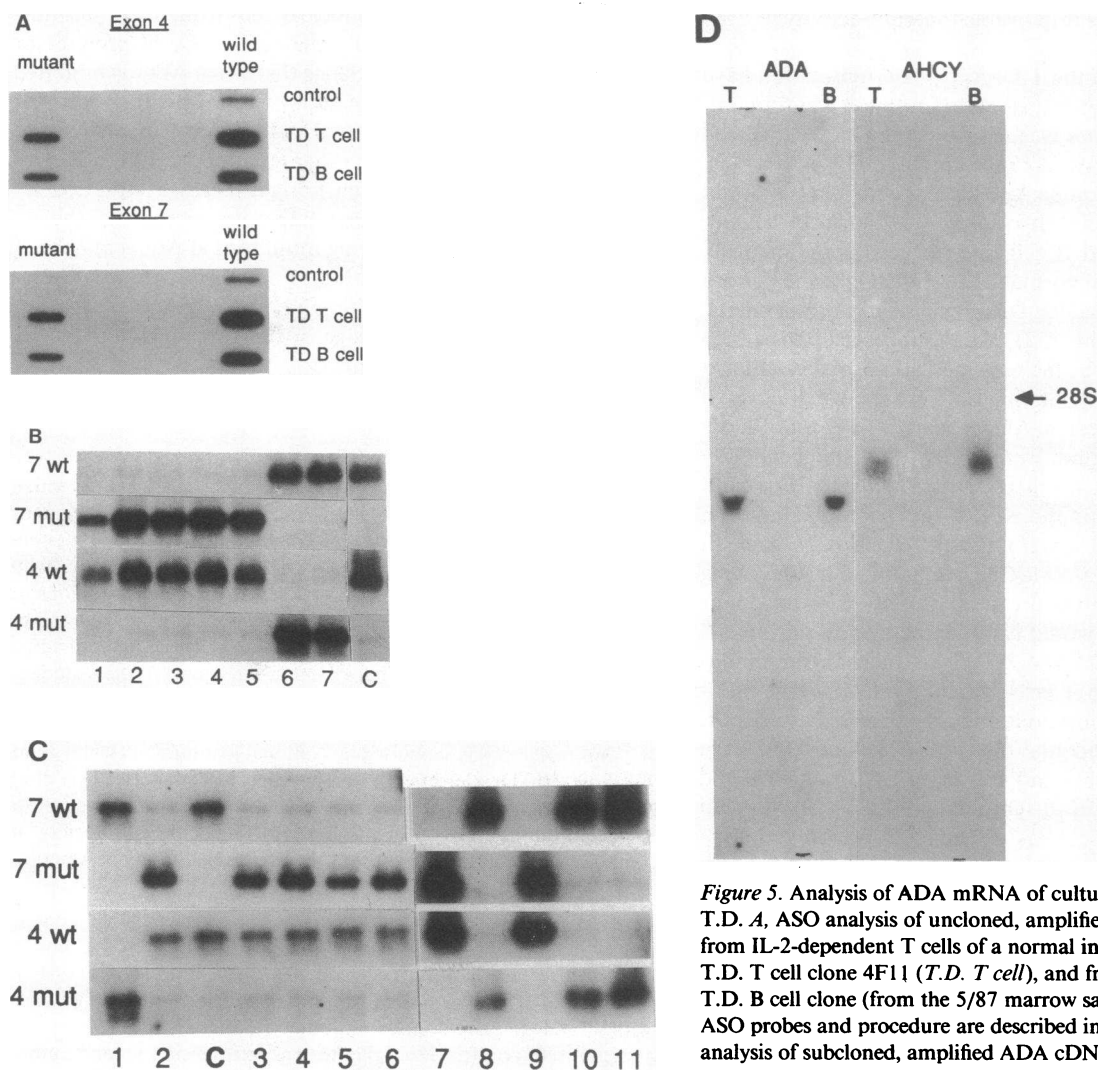 A
Exon 4
mutant
wild
type
control
TD T cell
TD B cell
Exon 7
mutant
wild
type
control
TD T cell
TD B cell
B
7 wt
7 mut
4 wt
4 mut
1 2 3 4 5 6 7 C
C
7 wt
7 mut
4 wt
4 mut
1 2 C 3 4 5 6 7 8 9 10 11
D
ADA AHCY
T B T B
28S
Figure 5. Analysis of ADA mRNA of cultu
T.D. A, ASO analysis of uncloned, amplifie
from IL-2-dependent T cells of a normal in
T.D. T cell clone 4F11 (T.D. T cell), and fr
T.D. B cell clone (from the 5/87 marrow sa
ASO probes and procedure are described in
analysis of subcloned, amplified ADA cDN